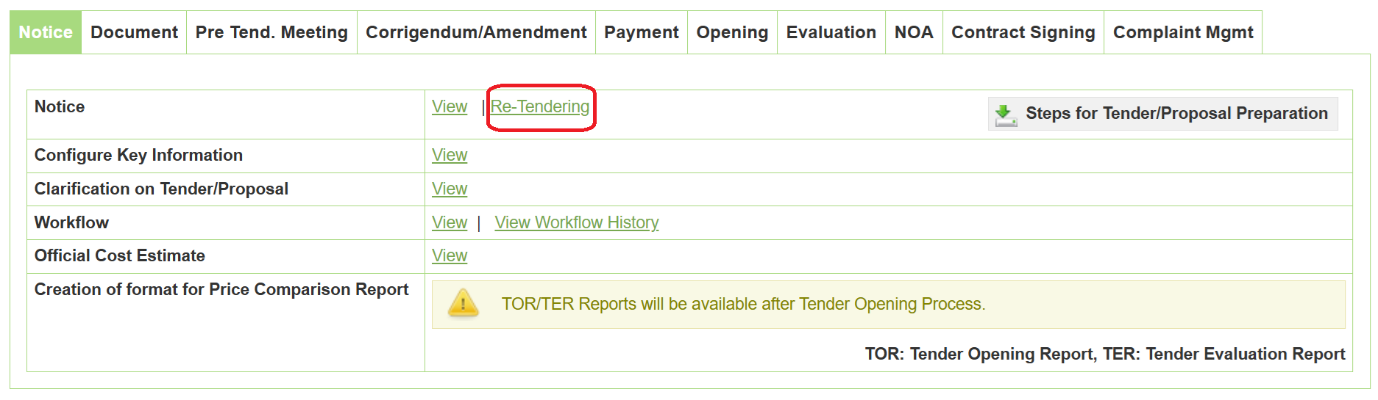 Notice Document Pre Tend. Meeting Corrigendum/Amendment Payment Opening Evaluation NOA Contract Signing Complaint Mgmt
Notice View | Re-Tendering Steps for Tender/Proposal Preparation
Configure Key Information View
Clarification on Tender/Proposal View
Workflow View | View Workflow History
Official Cost Estimate View
Creation of format for Price Comparison Report TOR/TER Reports will be available after Tender Opening Process.
TOR: Tender Opening Report, TER: Tender Evaluation Report